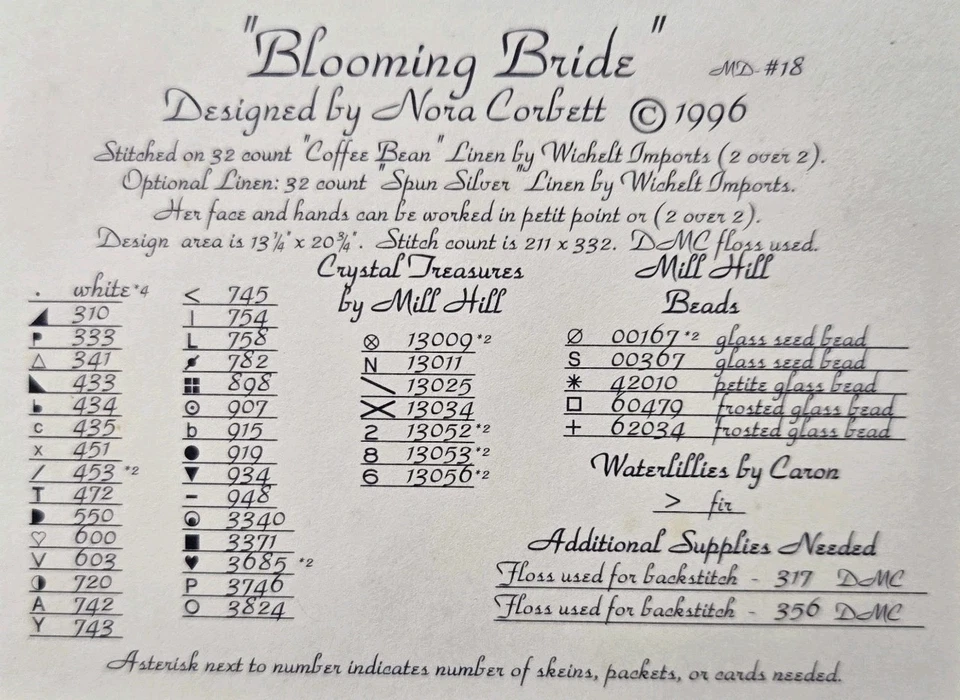 "Blooming Bride" MD-#18
Designed by Nora Corbett © 1996
Stitched on 32 count "Coffee Bean" Linen by Wichelt Imports (2 over 2).
Optional Linen: 32 count "Spun Silver" Linen by Wichelt Imports.
Her face and hands can be worked in petit point or (2 over 2).
Design area is 13¼" x 20¾". Stitch count is 211 x 332. DMC floss used.
. white*4
310
P 333
△ 341
433
434
c 435
x 451
/ 453 *2
T 472
550
♡ 600
V 603
◑ 720
A 742
Y 743
< 745
| 754
L 758
782
898
⊙ 907
b 915
● 919
▼ 934
- 948
3340
■ 3371
♥ 3685 *2
P 3746
O 3824
Crystal Treasures
by Mill Hill
⊗ 13009*2
N 13011
\ 13025
X 13034
2 13052*2
8 13053*2
6 13056*2
Mill Hill
Beads
∅ 00167*2 glass seed bead
S 00367 glass seed bead
* 42010 petite glass bead
□ 60479 frosted glass bead
+ 62034 frosted glass bead
Waterlillies by Caron
> fir
Additional Supplies Needed
Floss used for backstitch - 317 DMC
Floss used for backstitch - 356 DMC
Asterisk next to number indicates number of skeins, packets, or cards needed.